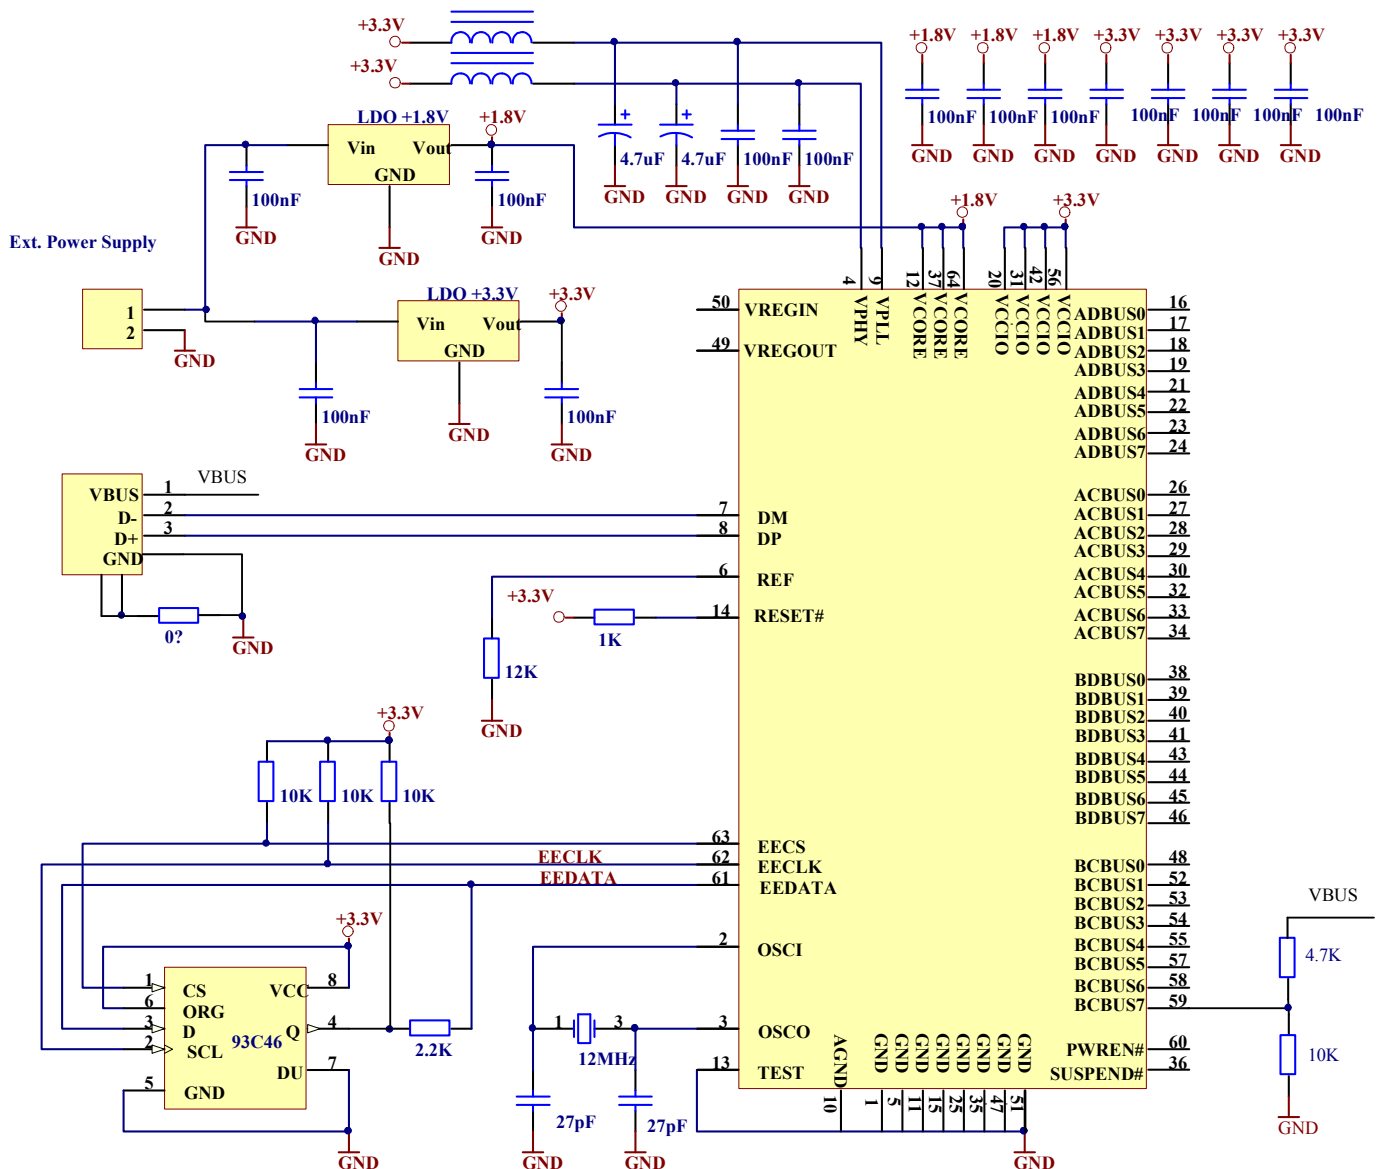 +3.3V
+3.3V
4.7uF 4.7uF 100nF 100nF
GND GND GND GND
+1.8V +1.8V +1.8V +3.3V +3.3V +3.3V +3.3V
100nF 100nF 100nF 100nF 100nF 100nF 100nF
GND GND GND GND GND GND GND
LDO +1.8V
+1.8V
Vin Vout
GND
100nF 100nF
GND GND GND
Ext. Power Supply
1
2
GND
LDO +3.3V
+3.3V
Vin Vout
GND
100nF 100nF
GND GND GND
+1.8V +3.3V
4 9 12 37 64 20 31 42 56
VPHY VPLL VCORE VCORE VCORE VCCIO VCCIO VCCIO VCCIO
50 VREGIN
49 VREGOUT
ADBUS0 16
ADBUS1 17
ADBUS2 18
ADBUS3 19
ADBUS4 21
ADBUS5 22
ADBUS6 23
ADBUS7 24
VBUS 1 VBUS
D- 2
D+ 3
GND
0?
GND
7 DM
8 DP
6 REF
14 RESET#
+3.3V
1K
12K
GND
ACBUS0 26
ACBUS1 27
ACBUS2 28
ACBUS3 29
ACBUS4 30
ACBUS5 32
ACBUS6 33
ACBUS7 34
BDBUS0 38
BDBUS1 39
BDBUS2 40
BDBUS3 41
BDBUS4 43
BDBUS5 44
BDBUS6 45
BDBUS7 46
+3.3V
10K 10K 10K
63 EECS
EECLK 62 EECLK
EEDATA 61 EEDATA
BCBUS0 48
BCBUS1 52
BCBUS2 53
BCBUS3 54
BCBUS4 55
BCBUS5 57
BCBUS6 58
BCBUS7 59
VBUS
4.7K
10K
GND
+3.3V
1 CS VCC 8
6 ORG
3 D Q 4
2 SCL 93C46
DU 7
5 GND
2.2K
GND
2 OSCI
1 3
12MHz
3 OSCO
13 TEST
27pF 27pF
GND GND
PWREN# 60
SUSPEND# 36
AGND GND GND GND GND GND GND GND GND
10 1 5 11 15 25 35 47 51
GND